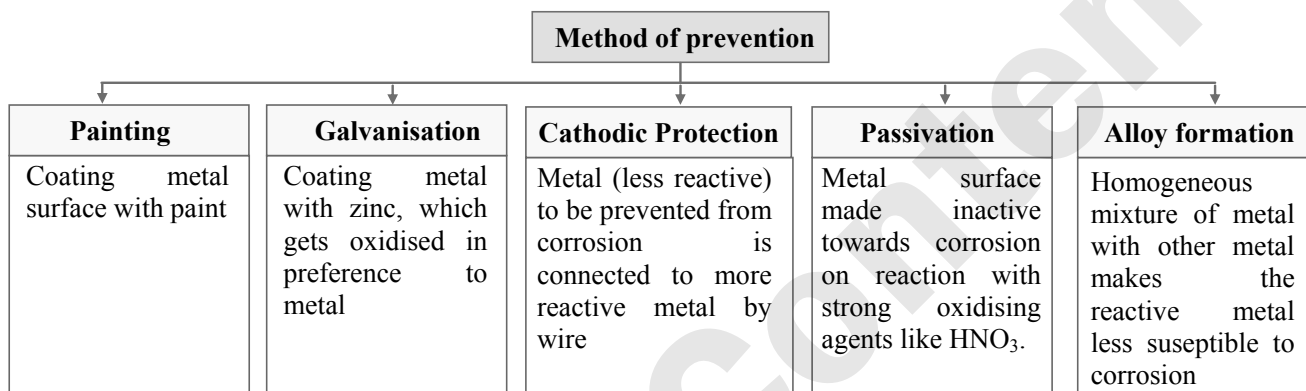 Method of prevention
Painting
Coating metal
surface with paint
Galvanisation
Coating metal
with zinc, which
gets oxidised in
preference to
metal
Cathodic Protection
Metal (less reactive)
to be prevented from
corrosion is
connected to more
reactive metal by
wire
Passivation
Metal surface
made inactive
towards corrosion
on reaction with
strong oxidising
agents like HNO₃.
Alloy formation
Homogeneous
mixture of metal
with other metal
makes the
reactive metal
less suseptible to
corrosion